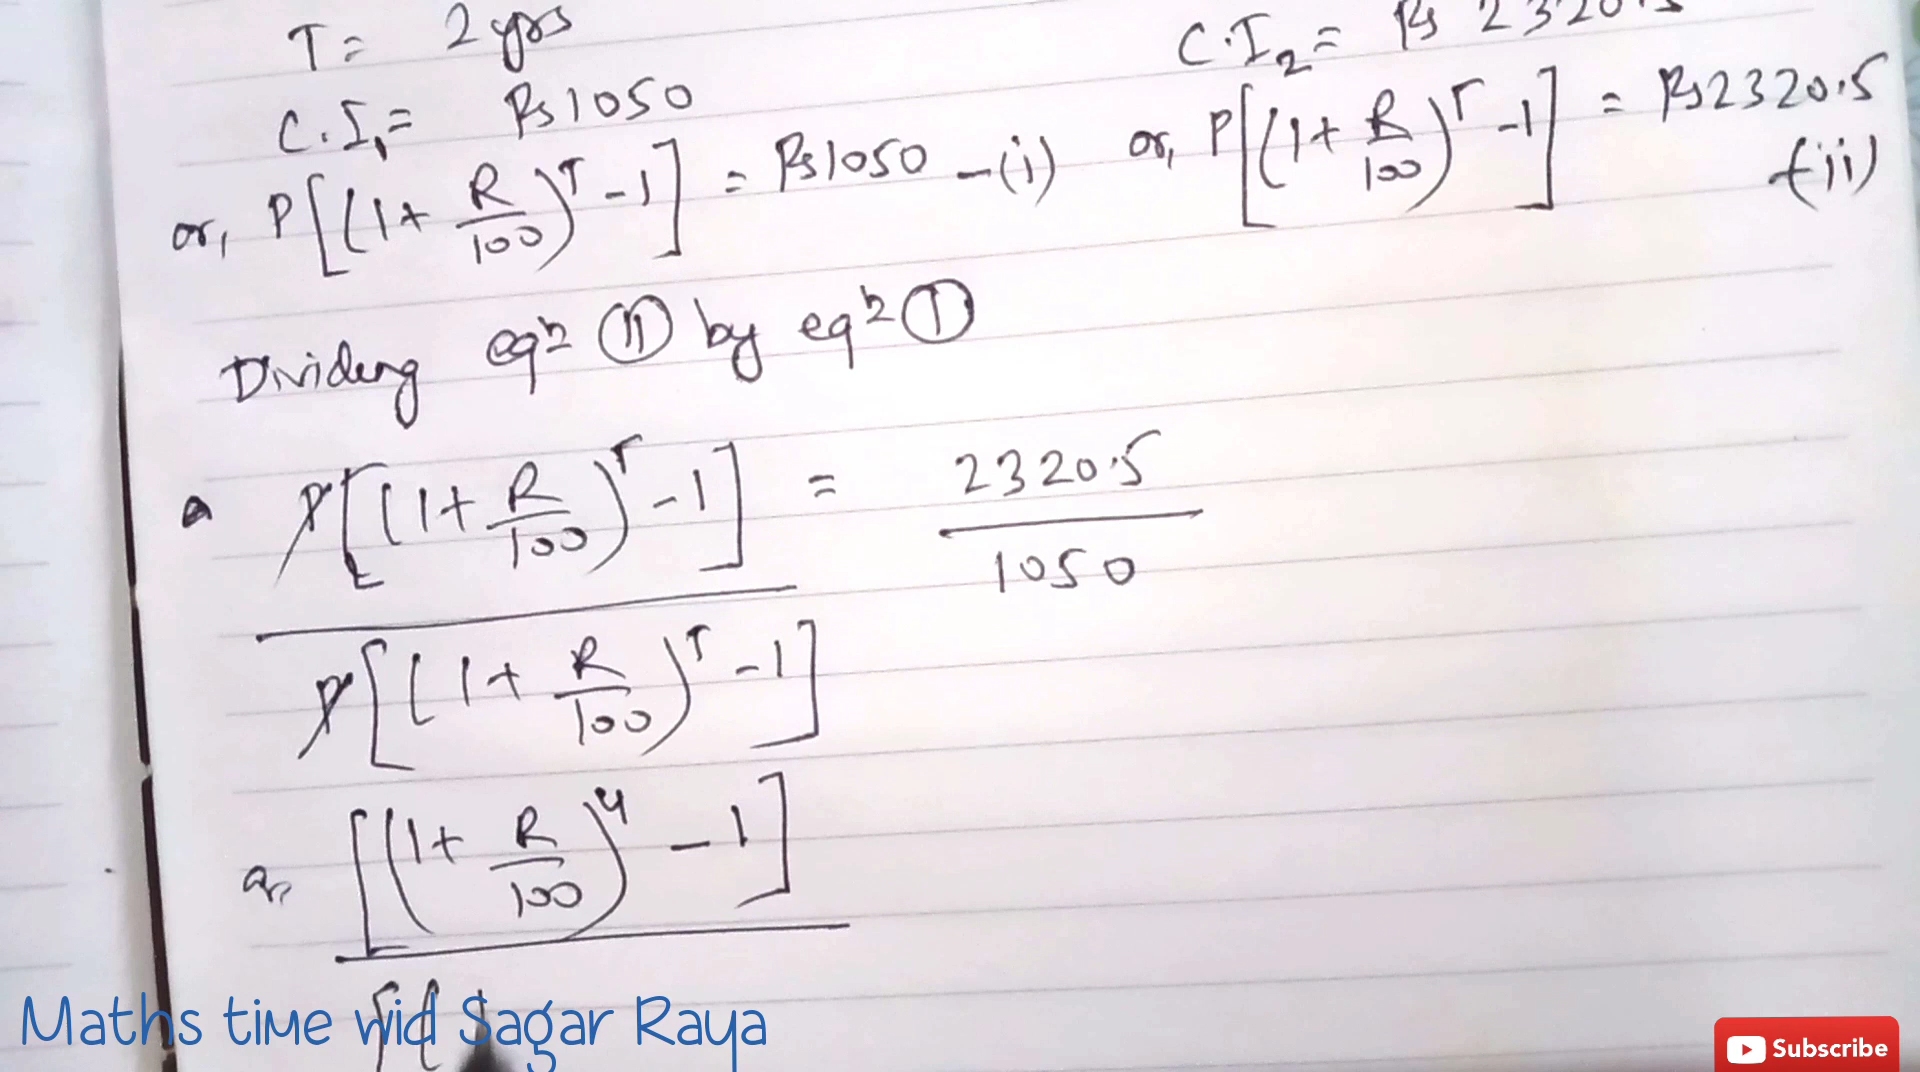 T = 2 yrs
C.I₁ = Rs 1050
or, P[(1+ R/100)ᵀ -1] = Rs 1050 -(i)
C.I₂ = Rs 2320.5
or, P[(1+ R/100)ᵀ -1] = Rs 2320.5
-(ii)
Dividing eqⁿ (II) by eqⁿ (I)
P[(1+ R/100)ᵀ -1] / P[(1+ R/100)ᵀ -1] = 2320.5 / 1050
or, [(1+ R/100)⁴ - 1]
Maths time wid Sagar Raya
Subscribe